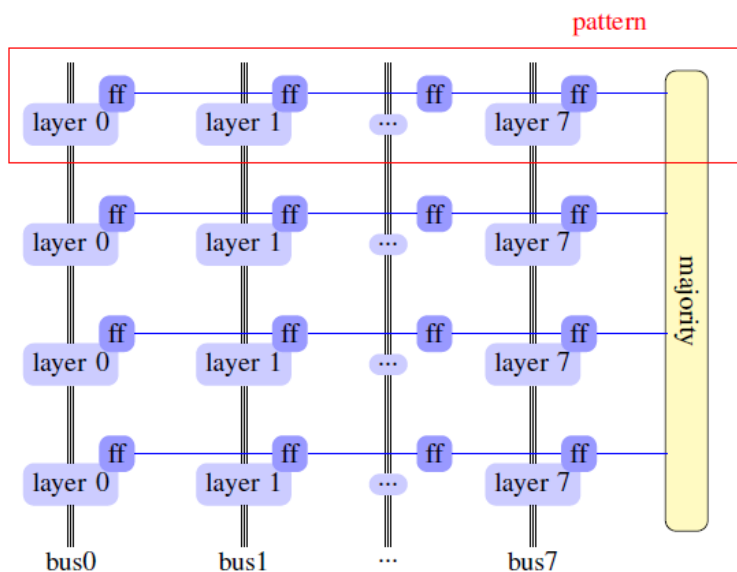 pattern
ff ff ff ff
layer 0 layer 1 ... layer 7
ff ff ff ff
layer 0 layer 1 ... layer 7
majority
ff ff ff ff
layer 0 layer 1 ... layer 7
ff ff ff ff
layer 0 layer 1 ... layer 7
bus0 bus1 ... bus7